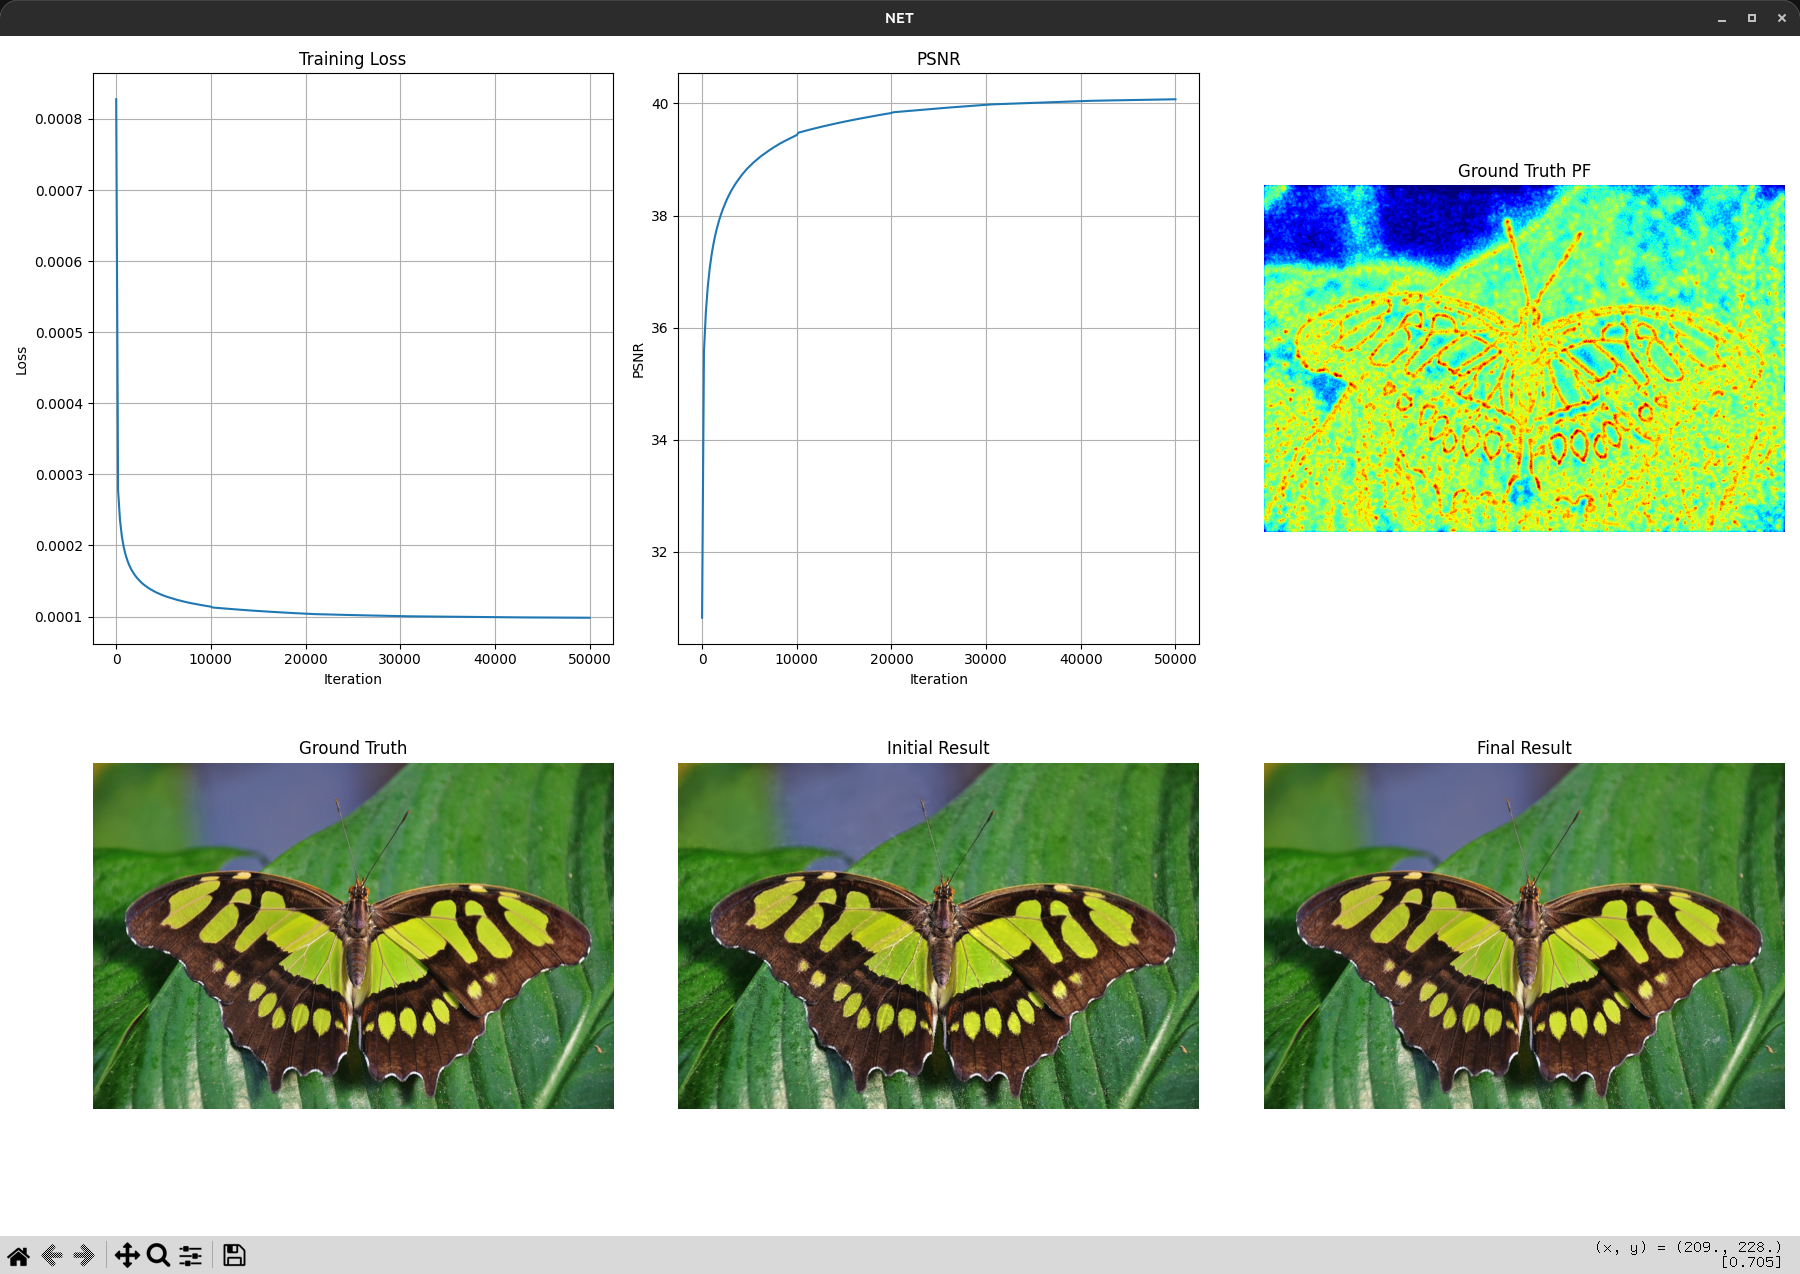 NET
Training Loss
0.0008
0.0007
0.0006
0.0005
0.0004
0.0003
0.0002
0.0001
Loss
0 10000 20000 30000 40000 50000
Iteration
PSNR
40
38
36
34
32
PSNR
0 10000 20000 30000 40000 50000
Iteration
Ground Truth PF
Ground Truth
Initial Result
Final Result
(x, y) = (209., 228.)
[0.705]